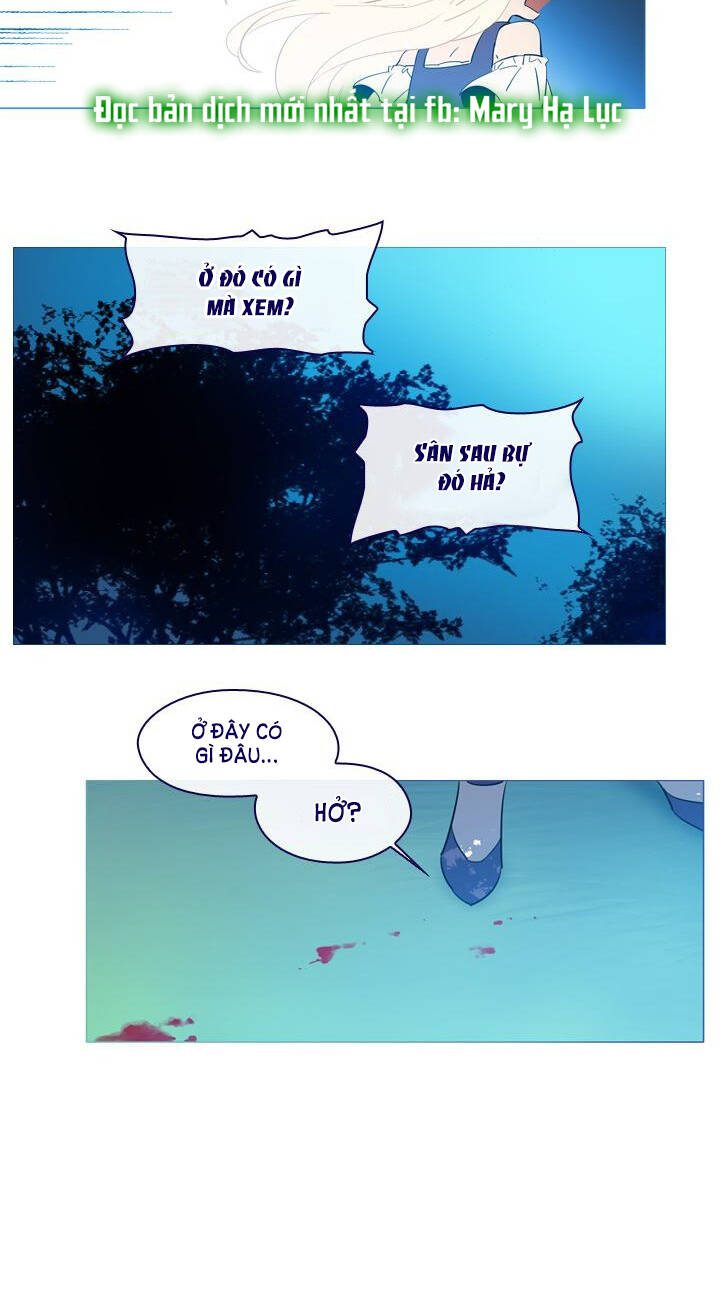 Đọc bản dịch mới nhất tại fb: Mary Hạ Lục
Ở ĐÓ CÓ GÌ
MÀ XEM?
SÂN SAU BỰ
ĐÓ HẢ?
Ở ĐÂY CÓ
GÌ ĐÂU...
HỞ?